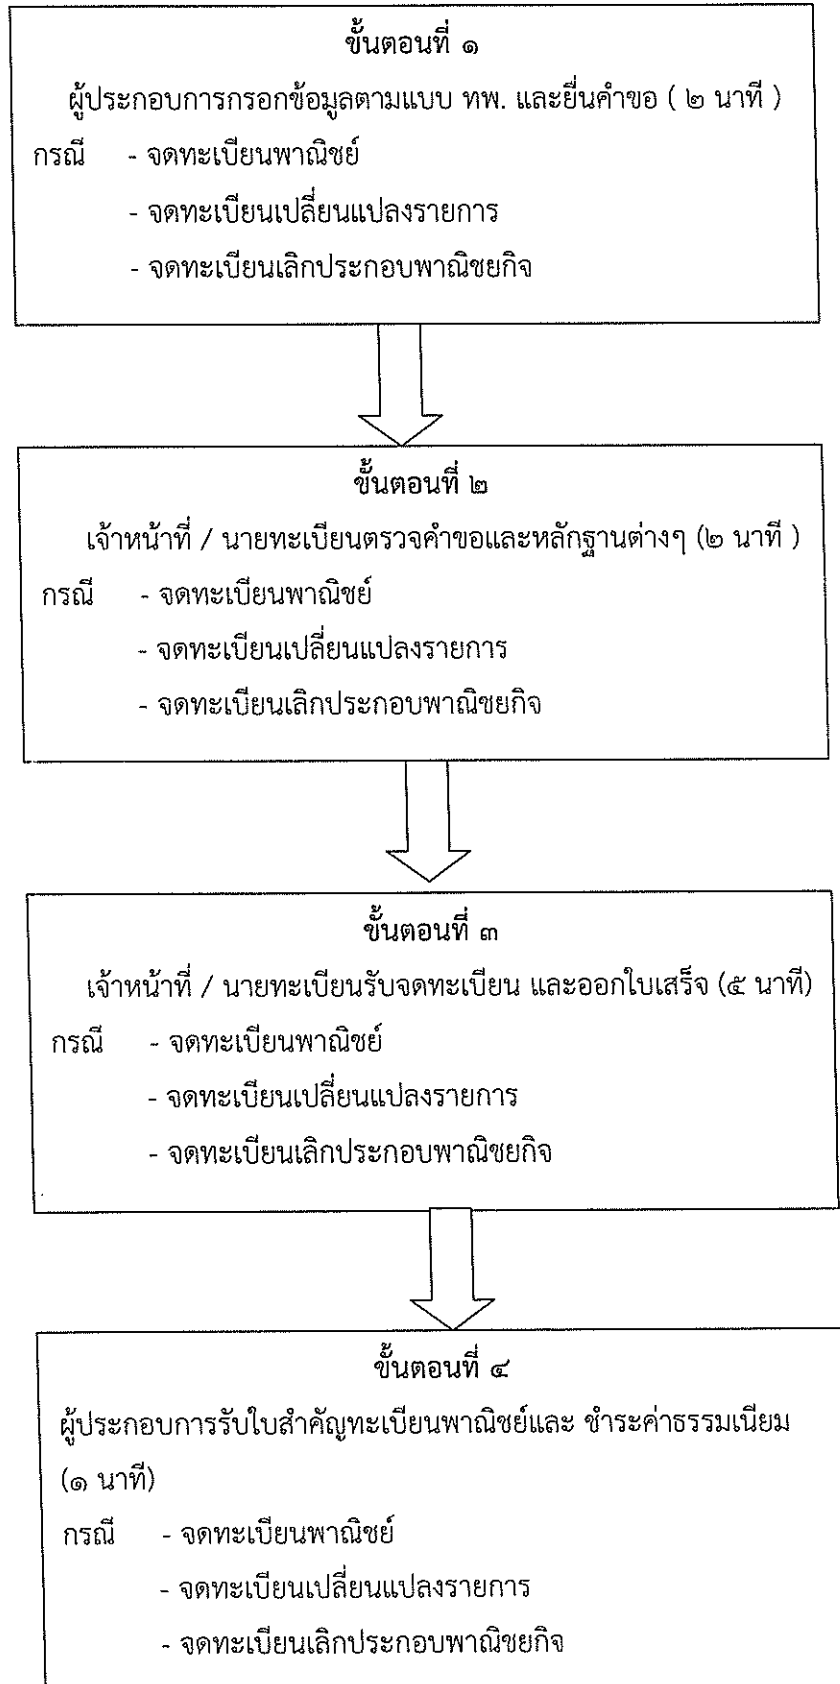 ขั้นตอนที่ ๑
ผู้ประกอบการกรอกข้อมูลตามแบบ ทพ. และยื่นคำขอ ( ๒ นาที )
กรณี - จดทะเบียนพาณิชย์
- จดทะเบียนเปลี่ยนแปลงรายการ
- จดทะเบียนเลิกประกอบพาณิชยกิจ
ขั้นตอนที่ ๒
เจ้าหน้าที่ / นายทะเบียนตรวจคำขอและหลักฐานต่างๆ (๒ นาที )
กรณี - จดทะเบียนพาณิชย์
- จดทะเบียนเปลี่ยนแปลงรายการ
- จดทะเบียนเลิกประกอบพาณิชยกิจ
ขั้นตอนที่ ๓
เจ้าหน้าที่ / นายทะเบียนรับจดทะเบียน และออกใบเสร็จ (๕ นาที)
กรณี - จดทะเบียนพาณิชย์
- จดทะเบียนเปลี่ยนแปลงรายการ
- จดทะเบียนเลิกประกอบพาณิชยกิจ
ขั้นตอนที่ ๔
ผู้ประกอบการรับใบสำคัญทะเบียนพาณิชย์และ ชำระค่าธรรมเนียม
(๑ นาที)
กรณี - จดทะเบียนพาณิชย์
- จดทะเบียนเปลี่ยนแปลงรายการ
- จดทะเบียนเลิกประกอบพาณิชยกิจ